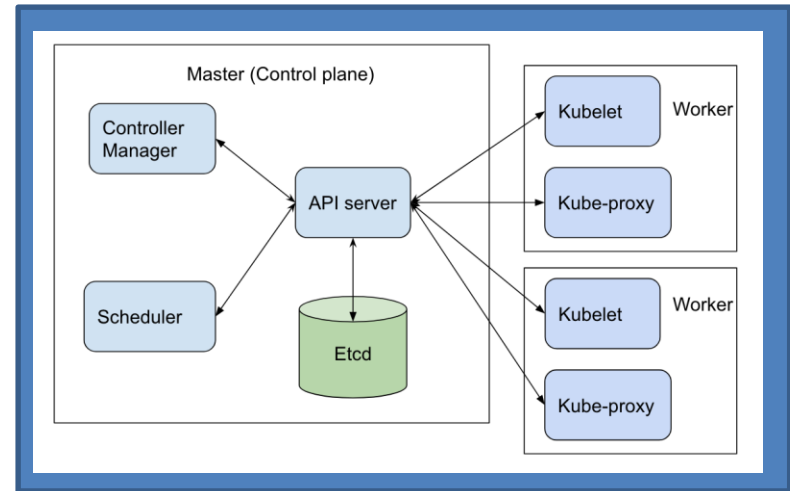 Master (Control plane)
Controller
Manager
API server
Scheduler
Etcd
Kubelet
Worker
Kube-proxy
Kubelet
Worker
Kube-proxy